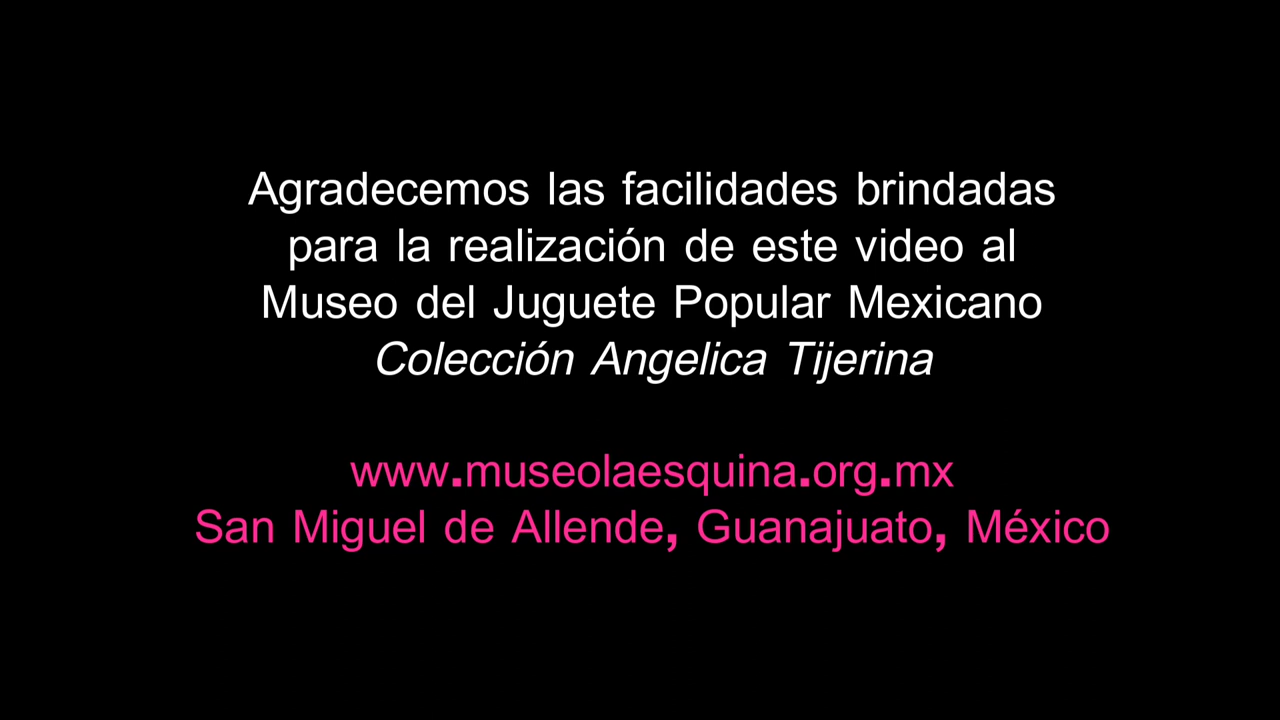 Agradecemos las facilidades brindadas
para la realización de este video al
Museo del Juguete Popular Mexicano
Colección Angelica Tijerina
www.museolaesquina.org.mx
San Miguel de Allende, Guanajuato, México